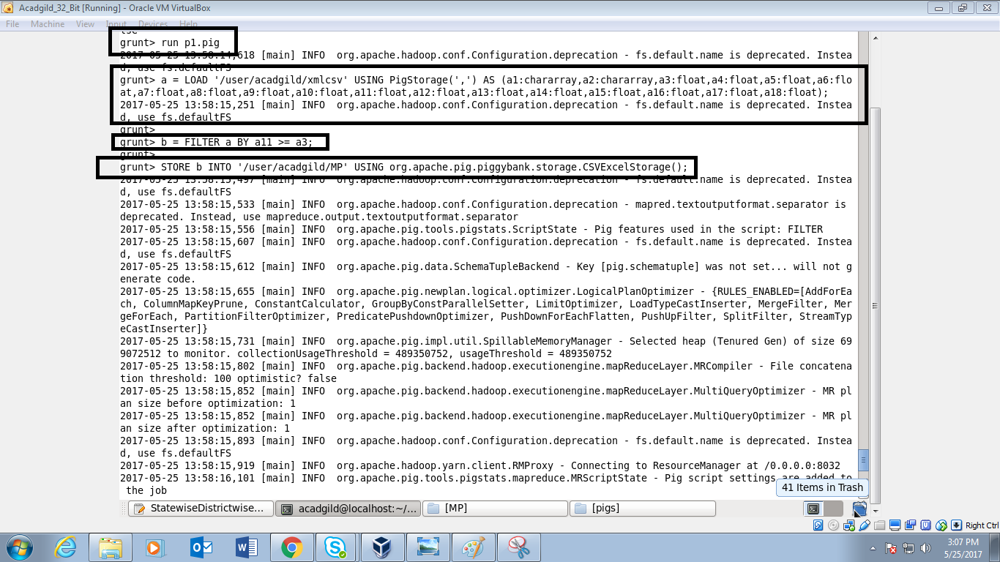 Acadgild_32_Bit [Running] - Oracle VM VirtualBox
File Machine View Input Devices Help
tse
grunt> run p1.pig
2017-05-25 13:58:14,618 [main] INFO  org.apache.hadoop.conf.Configuration.deprecation - fs.default.name is deprecated. Instea
d, use fs.defaultFS
grunt> a = LOAD '/user/acadgild/xmlcsv' USING PigStorage(',') AS (a1:chararray,a2:chararray,a3:float,a4:float,a5:float,a6:flo
at,a7:float,a8:float,a9:float,a10:float,a11:float,a12:float,a13:float,a14:float,a15:float,a16:float,a17:float,a18:float);
2017-05-25 13:58:15,251 [main] INFO  org.apache.hadoop.conf.Configuration.deprecation - fs.default.name is deprecated. Instea
d, use fs.defaultFS
grunt>
grunt> b = FILTER a BY a11 >= a3;
grunt>
grunt> STORE b INTO '/user/acadgild/MP' USING org.apache.pig.piggybank.storage.CSVExcelStorage();
2017-05-25 13:58:15,497 [main] INFO  org.apache.hadoop.conf.Configuration.deprecation - fs.default.name is deprecated. Instea
d, use fs.defaultFS
2017-05-25 13:58:15,533 [main] INFO  org.apache.hadoop.conf.Configuration.deprecation - mapred.textoutputformat.separator is
deprecated. Instead, use mapreduce.output.textoutputformat.separator
2017-05-25 13:58:15,556 [main] INFO  org.apache.pig.tools.pigstats.ScriptState - Pig features used in the script: FILTER
2017-05-25 13:58:15,607 [main] INFO  org.apache.hadoop.conf.Configuration.deprecation - fs.default.name is deprecated. Instea
d, use fs.defaultFS
2017-05-25 13:58:15,612 [main] INFO  org.apache.pig.data.SchemaTupleBackend - Key [pig.schematuple] was not set... will not g
enerate code.
2017-05-25 13:58:15,655 [main] INFO  org.apache.pig.newplan.logical.optimizer.LogicalPlanOptimizer - {RULES_ENABLED=[AddForEa
ch, ColumnMapKeyPrune, ConstantCalculator, GroupByConstParallelSetter, LimitOptimizer, LoadTypeCastInserter, MergeFilter, Mer
geForEach, PartitionFilterOptimizer, PredicatePushdownOptimizer, PushDownForEachFlatten, PushUpFilter, SplitFilter, StreamTyp
eCastInserter]}
2017-05-25 13:58:15,731 [main] INFO  org.apache.pig.impl.util.SpillableMemoryManager - Selected heap (Tenured Gen) of size 69
9072512 to monitor. collectionUsageThreshold = 489350752, usageThreshold = 489350752
2017-05-25 13:58:15,802 [main] INFO  org.apache.pig.backend.hadoop.executionengine.mapReduceLayer.MRCompiler - File concatena
tion threshold: 100 optimistic? false
2017-05-25 13:58:15,852 [main] INFO  org.apache.pig.backend.hadoop.executionengine.mapReduceLayer.MultiQueryOptimizer - MR pl
an size before optimization: 1
2017-05-25 13:58:15,852 [main] INFO  org.apache.pig.backend.hadoop.executionengine.mapReduceLayer.MultiQueryOptimizer - MR pl
an size after optimization: 1
2017-05-25 13:58:15,893 [main] INFO  org.apache.hadoop.conf.Configuration.deprecation - fs.default.name is deprecated. Instea
d, use fs.defaultFS
2017-05-25 13:58:15,919 [main] INFO  org.apache.hadoop.yarn.client.RMProxy - Connecting to ResourceManager at /0.0.0.0:8032
2017-05-25 13:58:16,101 [main] INFO  org.apache.pig.tools.pigstats.mapreduce.MRScriptState - Pig script settings are added to
the job
41 Items in Trash
StatewiseDistrictwise... acadgild@localhost:~/... [MP] [pigs]
Right Ctrl
3:07 PM
5/25/2017